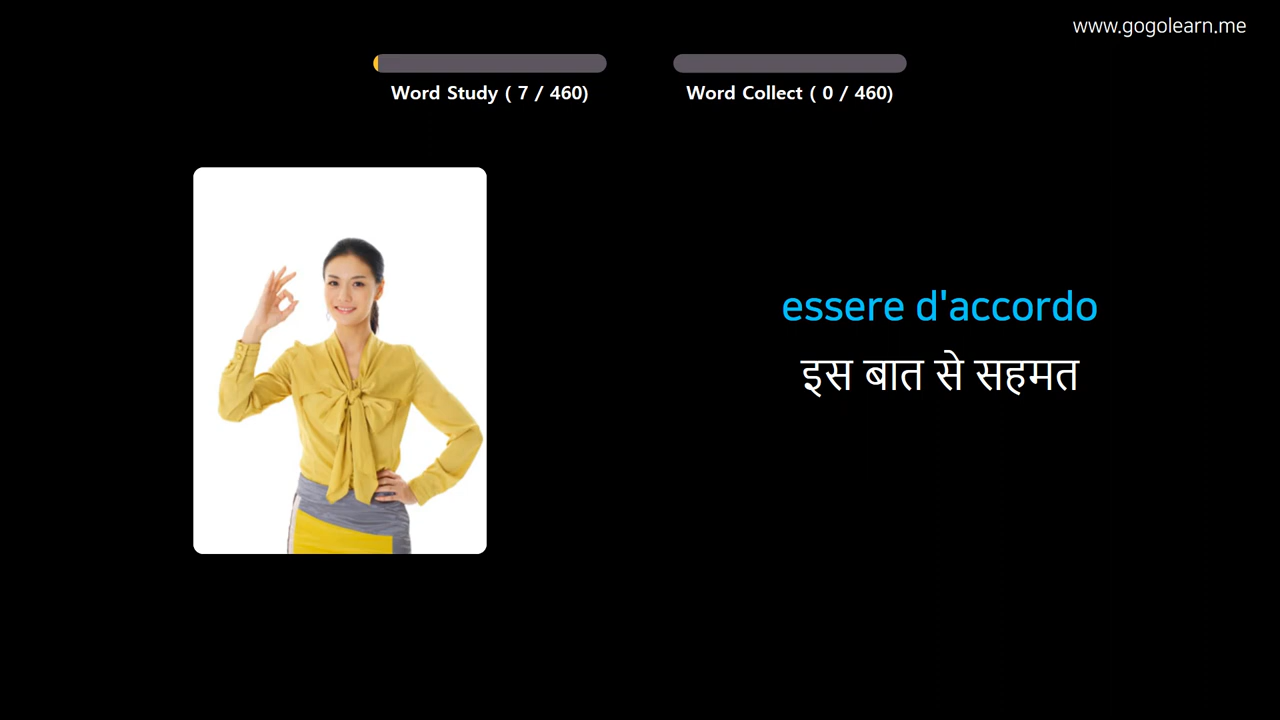 www.gogolearn.me
Word Study ( 7 / 460)
Word Collect ( 0 / 460)
essere d'accordo
इस बात से सहमत